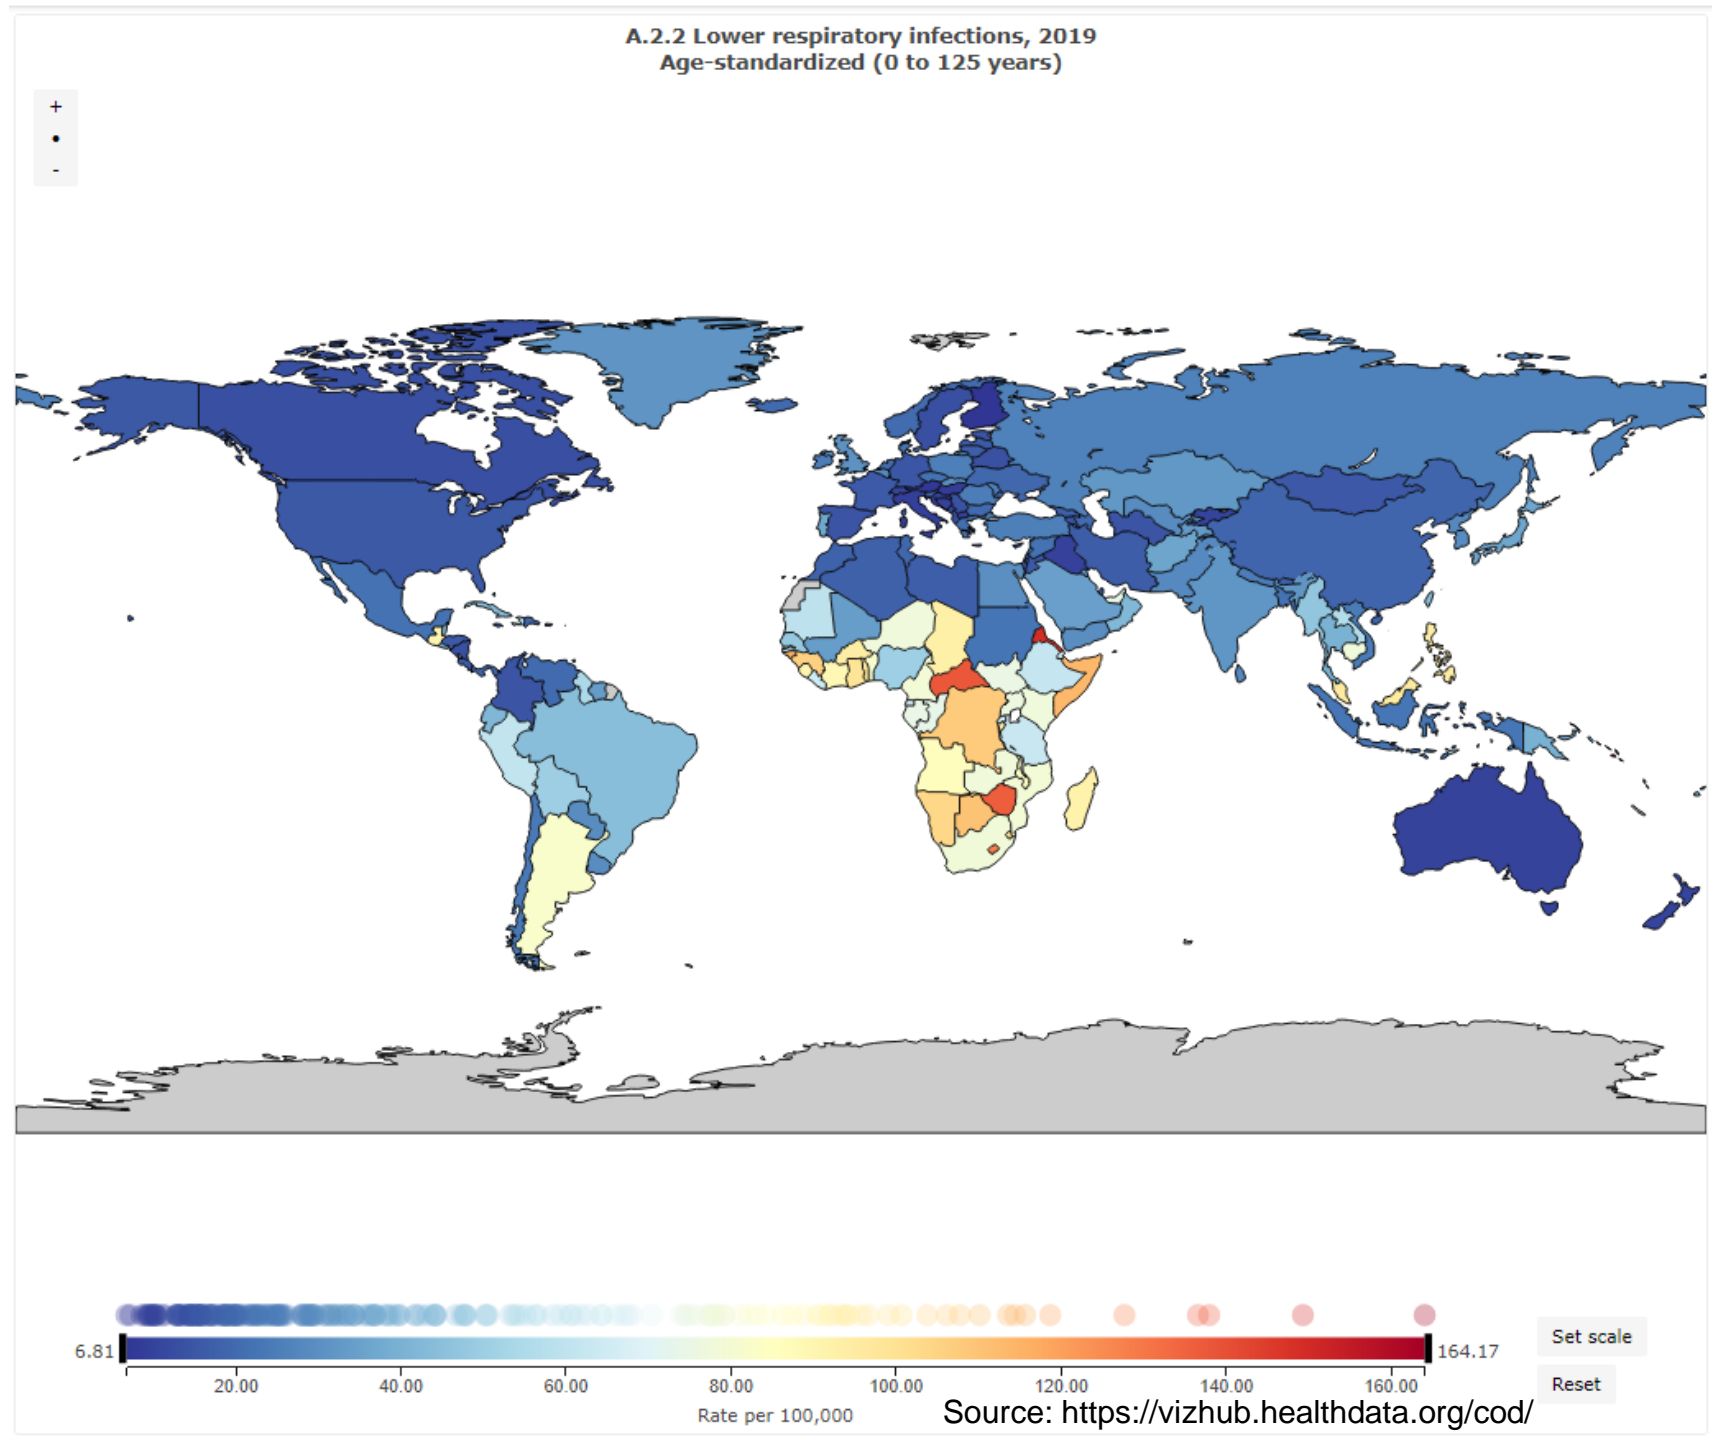 A.2.2 Lower respiratory infections, 2019
Age-standardized (0 to 125 years)
+
•
-
6.81
164.17
Set scale
20.00 40.00 60.00 80.00 100.00 120.00 140.00 160.00
Reset
Rate per 100,000
Source: https://vizhub.healthdata.org/cod/